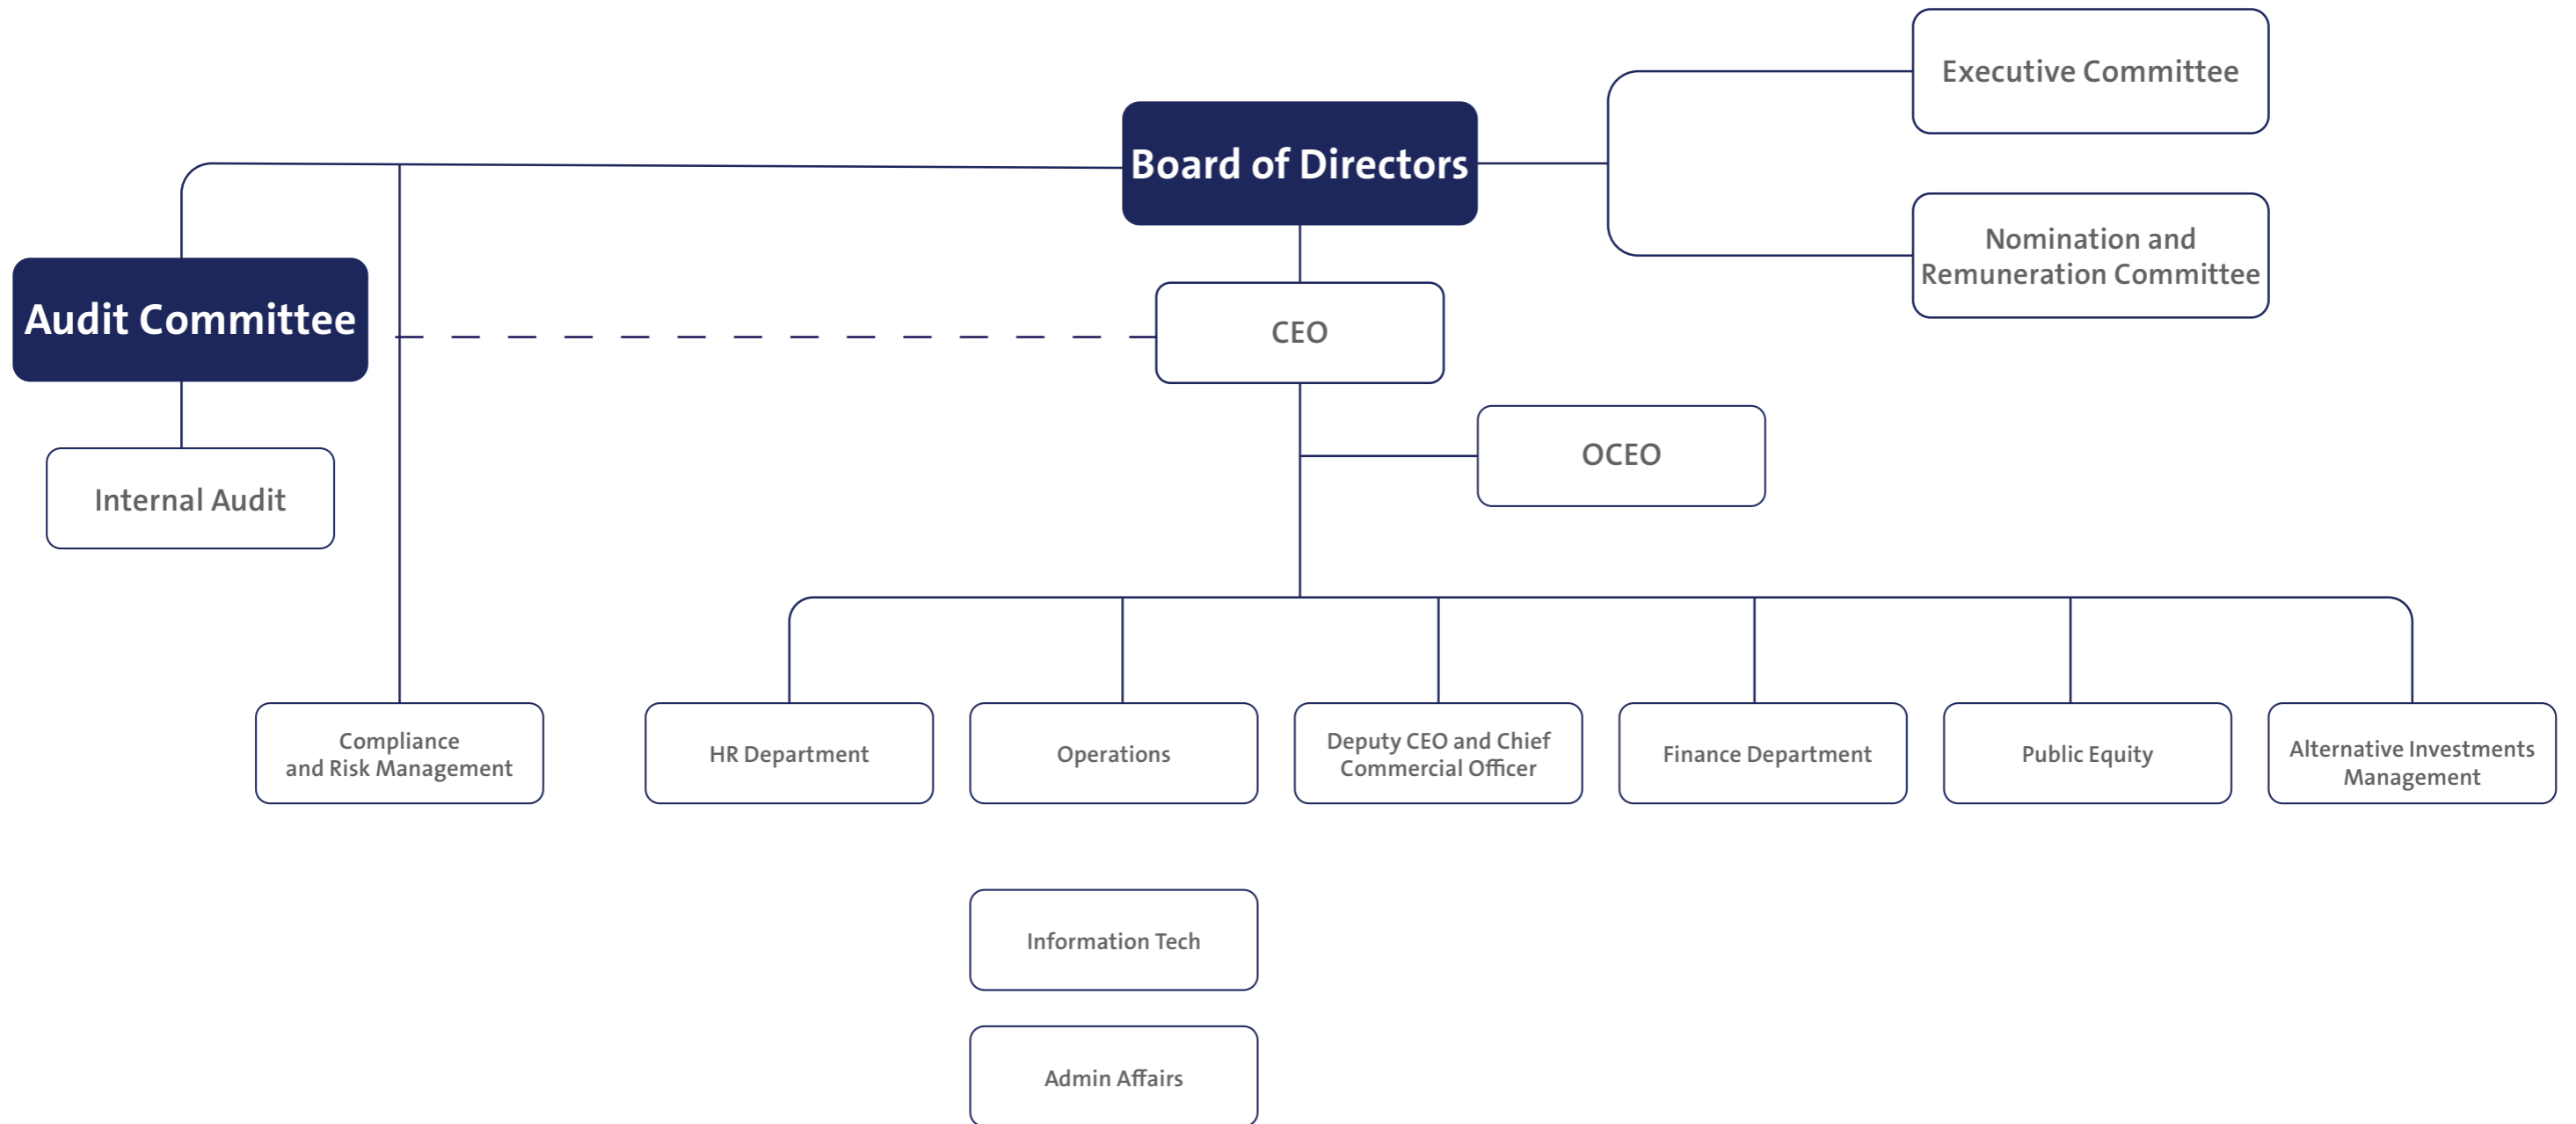 Executive Committee
Board of Directors
Nomination and
Remuneration Committee
Audit Committee
CEO
OCEO
Internal Audit
Compliance
and Risk Management
HR Department
Operations
Deputy CEO and Chief
Commercial Officer
Finance Department
Public Equity
Alternative Investments
Management
Information Tech
Admin Affairs